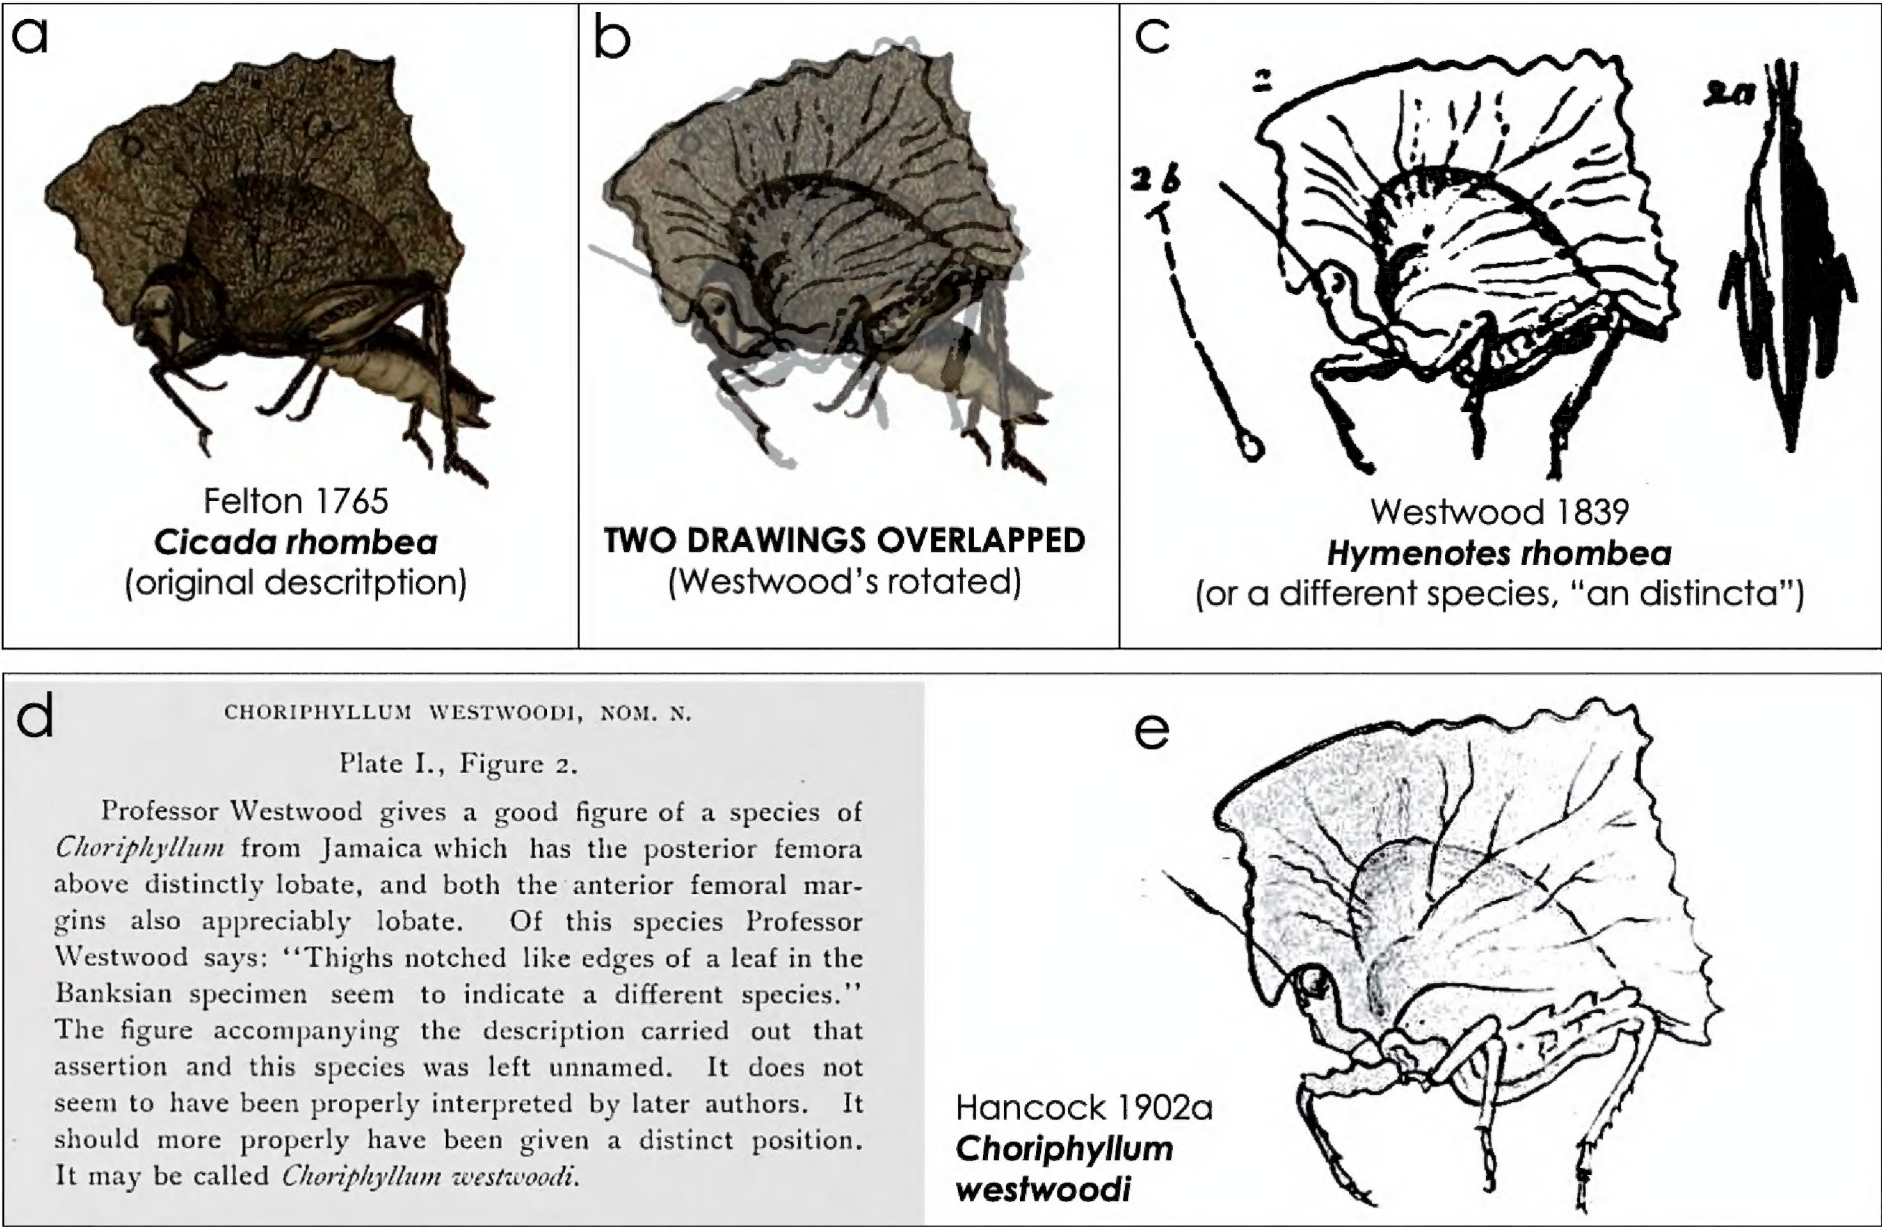 a
Felton 1765
Cicada rhombea
(original descritption)
b
TWO DRAWINGS OVERLAPPED
(Westwood's rotated)
c
2
2a
2b
Westwood 1839
Hymenotes rhombea
(or a different species, "an distincta")
d
CHORIPHYLLUM WESTWOODI, NOM. N.
Plate I., Figure 2.
Professor Westwood gives a good figure of a species of
Choriphyllum from Jamaica which has the posterior femora
above distinctly lobate, and both the anterior femoral mar-
gins also appreciably lobate. Of this species Professor
Westwood says: "Thighs notched like edges of a leaf in the
Banksian specimen seem to indicate a different species."
The figure accompanying the description carried out that
assertion and this species was left unnamed. It does not
seem to have been properly interpreted by later authors. It
should more properly have been given a distinct position.
It may be called Choriphyllum westwoodi.
e
Hancock 1902a
Choriphyllum
westwoodi